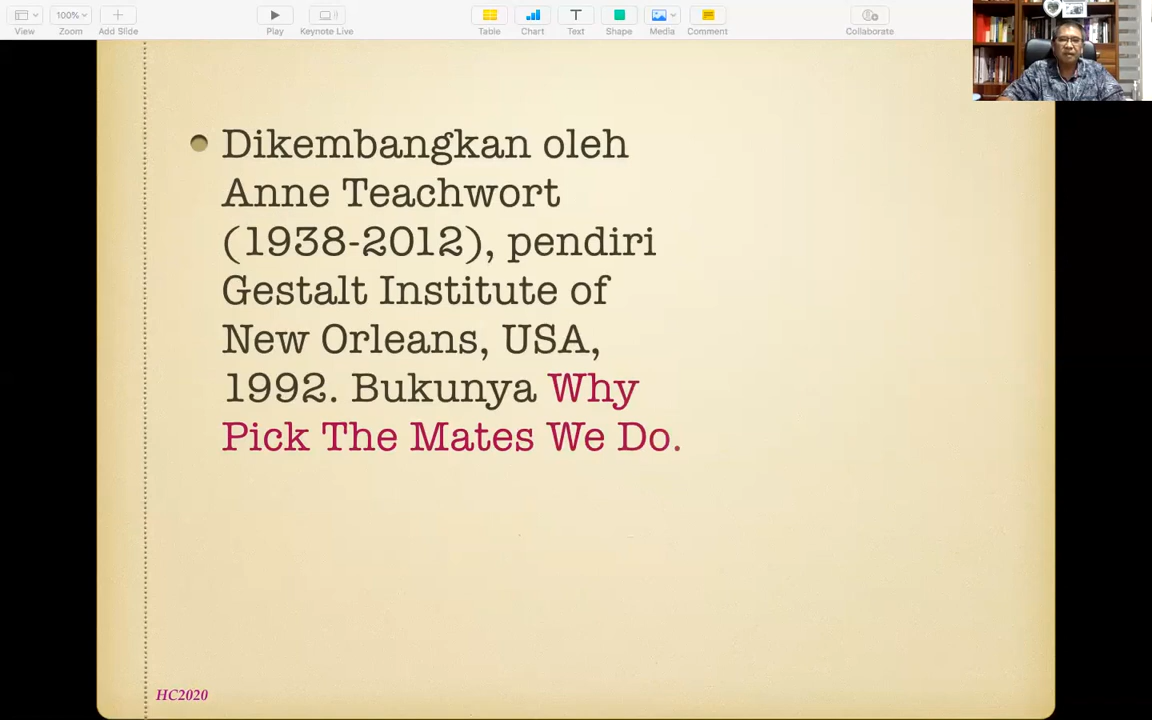 View
100%
Zoom
Add Slide
Play
Keynote Live
Table
Chart
Text
Shape
Media
Comment
Collaborate
Dikembangkan oleh
Anne Teachwort
(1938-2012), pendiri
Gestalt Institute of
New Orleans, USA,
1992. Bukunya Why
Pick The Mates We Do.
HC2020